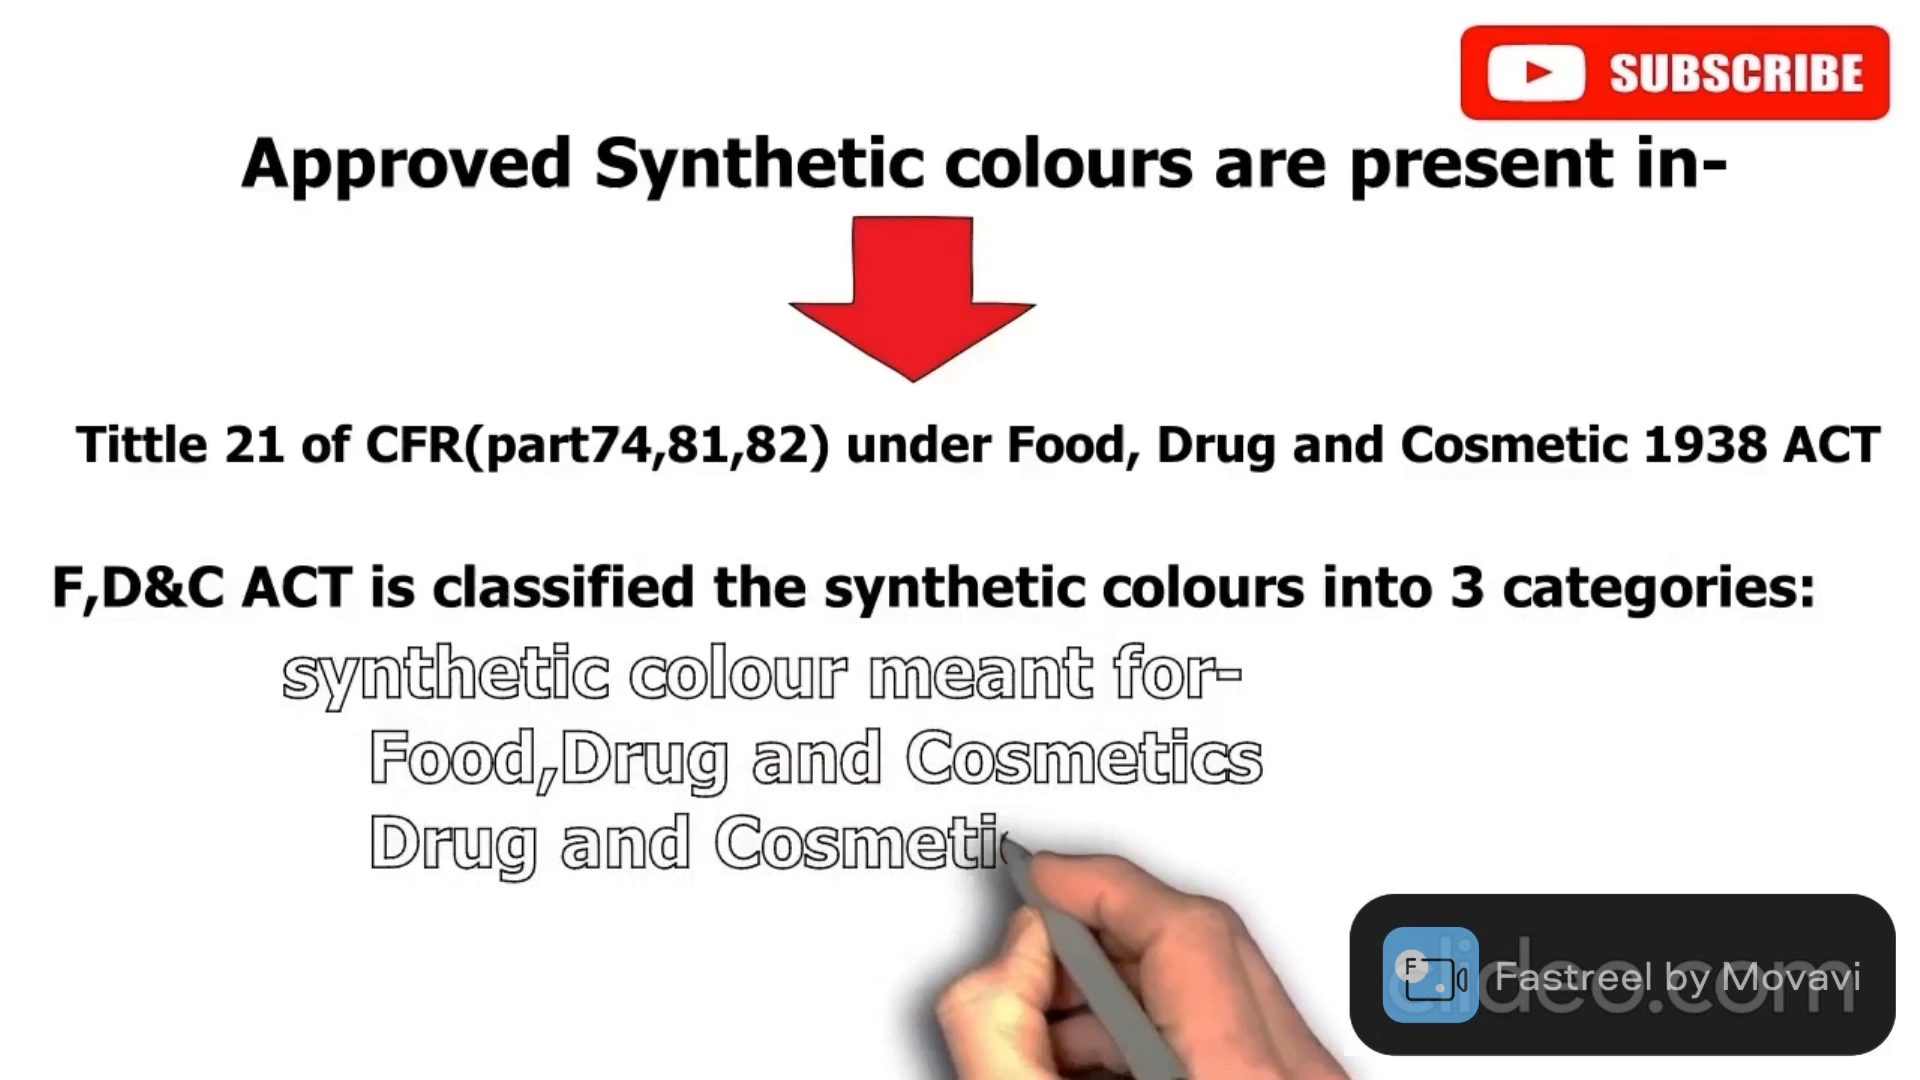 SUBSCRIBE
Approved Synthetic colours are present in-
Tittle 21 of CFR(part74,81,82) under Food, Drug and Cosmetic 1938 ACT
F,D&C ACT is classified the synthetic colours into 3 categories:
synthetic colour meant for-
Food,Drug and Cosmetics
Drug and Cosmeti
F
Fastreel by Movavi
clideo.com